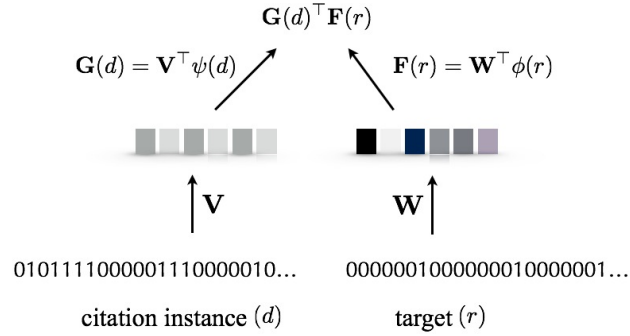 G(d)⊤F(r)
G(d) = V⊤ψ(d)
F(r) = W⊤ϕ(r)
V
W
0101111000001110000010...
0000001000000010000001...
citation instance (d)
target (r)